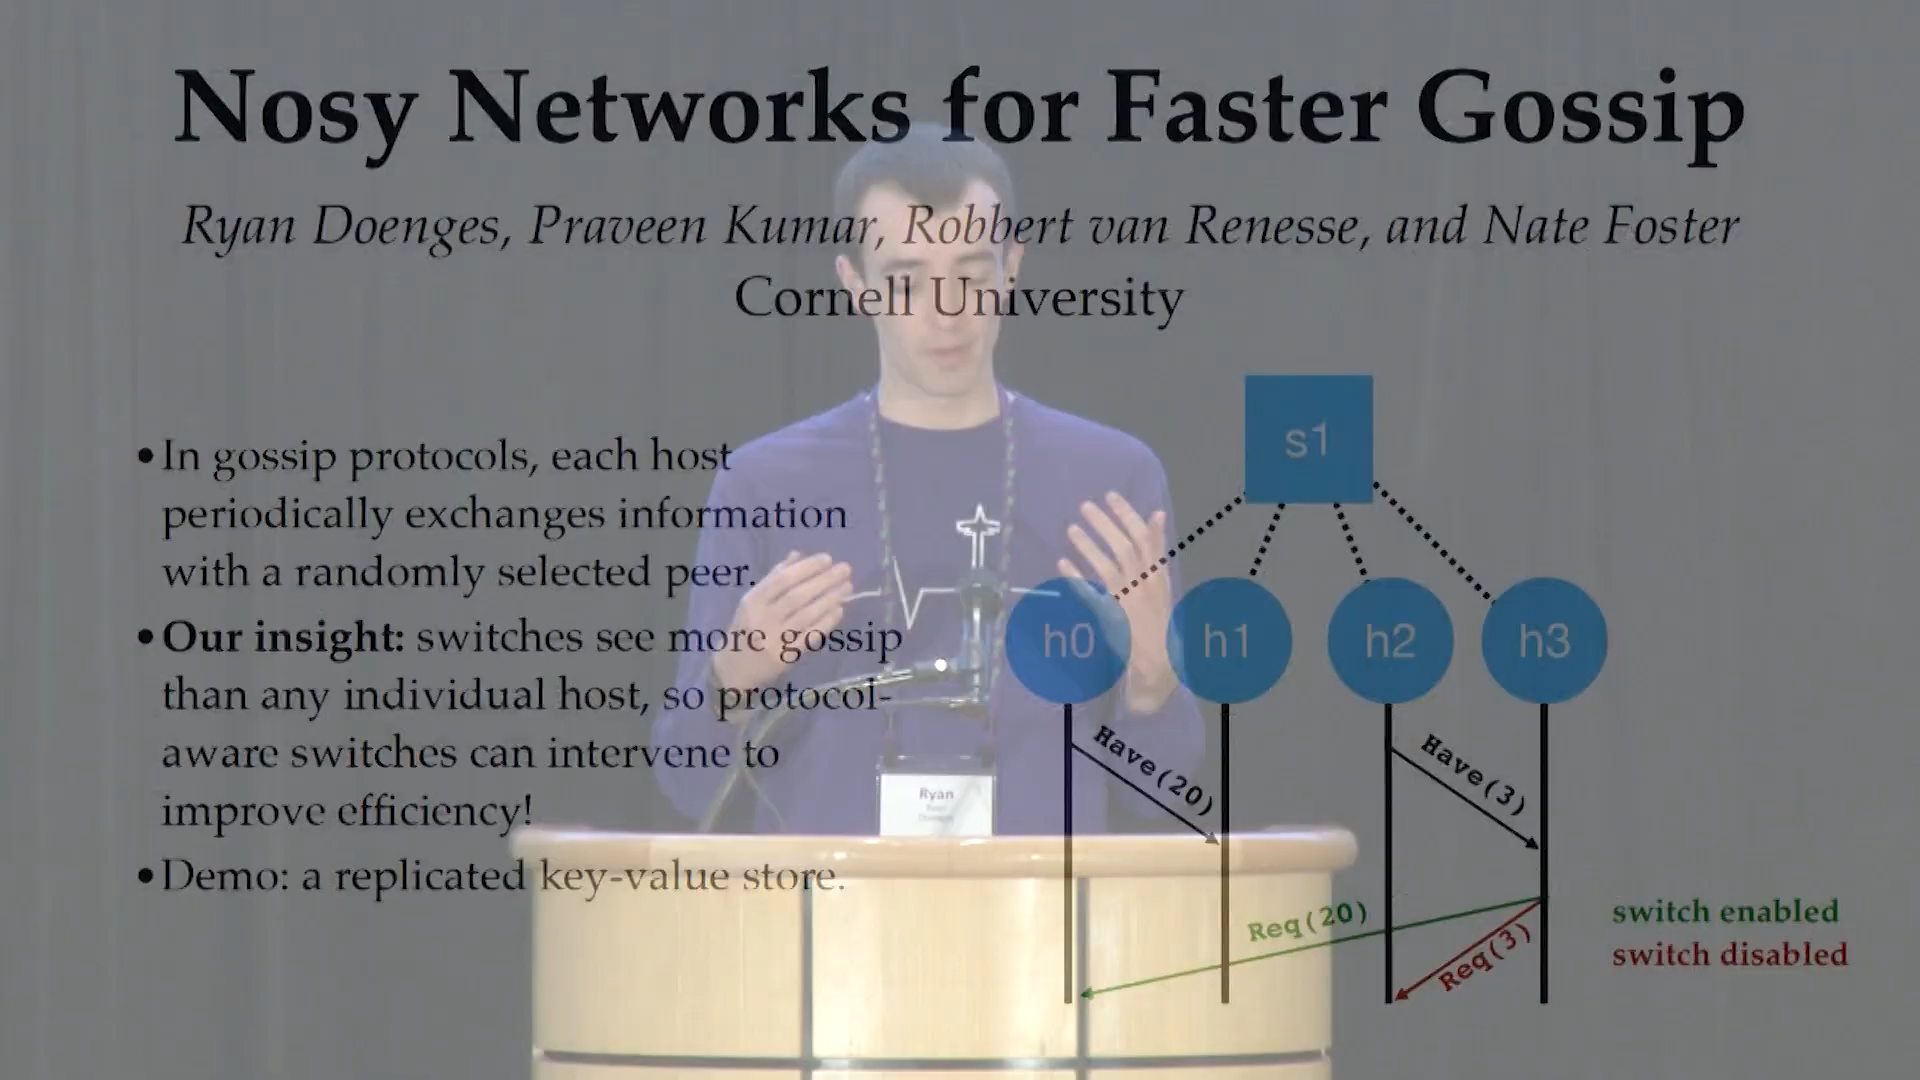 Nosy Networks for Faster Gossip
Ryan Doenges, Praveen Kumar, Robbert van Renesse, and Nate Foster
Cornell University
•In gossip protocols, each host
periodically exchanges information
with a randomly selected peer.
•Our insight: switches see more gossip
than any individual host, so protocol-
aware switches can intervene to
improve efficiency!
•Demo: a replicated key-value store.
s1
h0 h1 h2 h3
Have(20)
Have(3)
Req(20)
Req(3)
switch enabled
switch disabled
Ryan